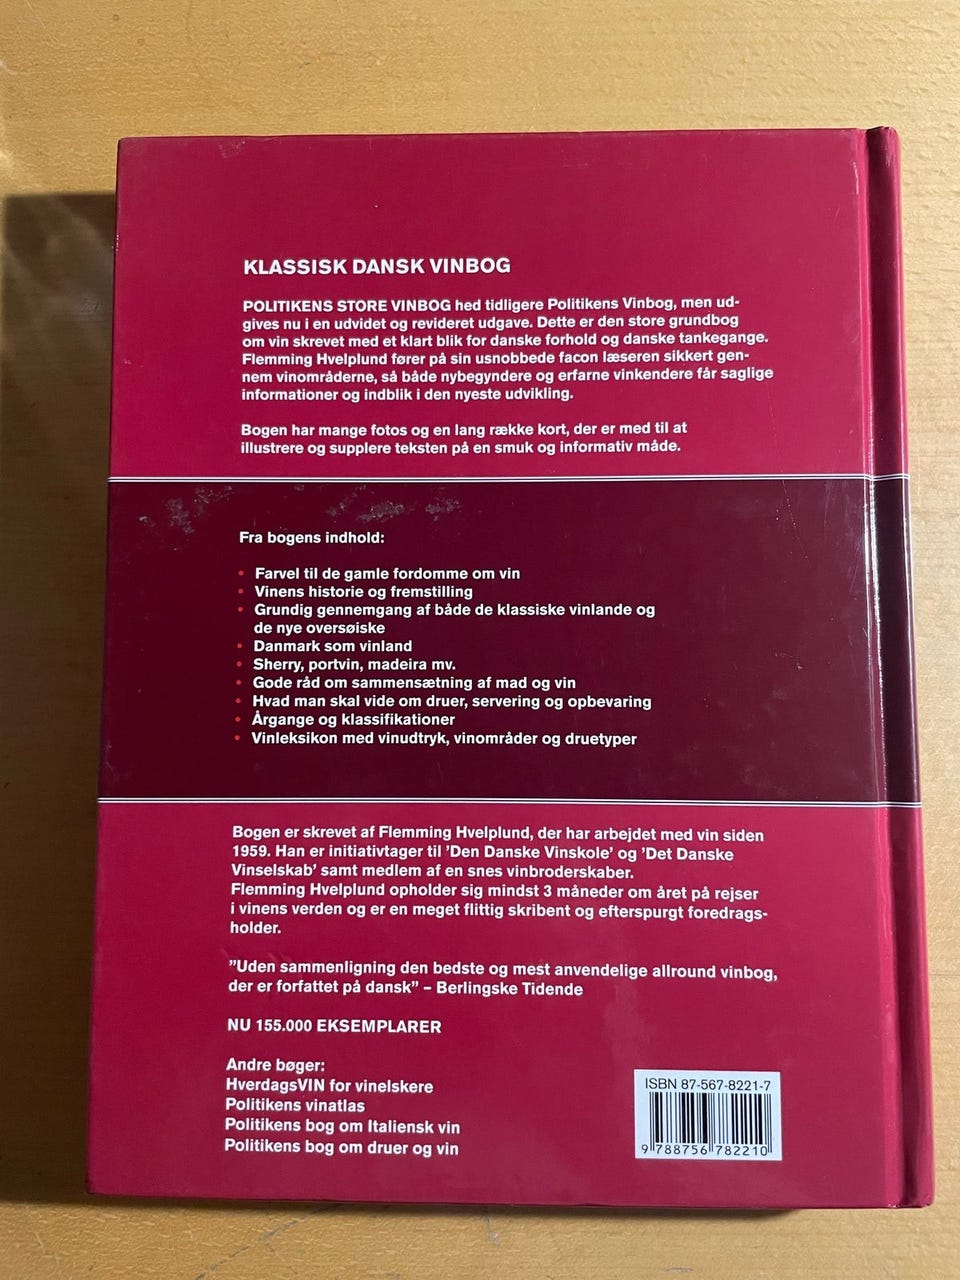 KLASSISK DANSK VINBOG
POLITIKENS STORE VINBOG hed tidligere Politikens Vinbog, men ud-
gives nu i en udvidet og revideret udgave. Dette er den store grundbog
om vin skrevet med et klart blik for danske forhold og danske tankegange.
Flemming Hvelplund fører på sin usnobbede facon læseren sikkert gen-
nem vinområderne, så både nybegyndere og erfarne vinkendere får saglige
informationer og indblik i den nyeste udvikling.
Bogen har mange fotos og en lang række kort, der er med til at
illustrere og supplere teksten på en smuk og informativ måde.
Fra bogens indhold:
• Farvel til de gamle fordomme om vin
• Vinens historie og fremstilling
• Grundig gennemgang af både de klassiske vinlande og
de nye oversøiske
• Danmark som vinland
• Sherry, portvin, madeira mv.
• Gode råd om sammensætning af mad og vin
• Hvad man skal vide om druer, servering og opbevaring
• Årgange og klassifikationer
• Vinleksikon med vinudtryk, vinområder og druetyper
Bogen er skrevet af Flemming Hvelplund, der har arbejdet med vin siden
1959. Han er initiativtager til ’Den Danske Vinskole’ og ’Det Danske
Vinselskab’ samt medlem af en snes vinbroderskaber.
Flemming Hvelplund opholder sig mindst 3 måneder om året på rejser
i vinens verden og er en meget flittig skribent og efterspurgt foredrags-
holder.
”Uden sammenligning den bedste og mest anvendelige allround vinbog,
der er forfattet på dansk” – Berlingske Tidende
NU 155.000 EKSEMPLARER
Andre bøger:
HverdagsVIN for vinelskere
Politikens vinatlas
Politikens bog om Italiensk vin
Politikens bog om druer og vin
ISBN 87-567-8221-7
9 788756 782210